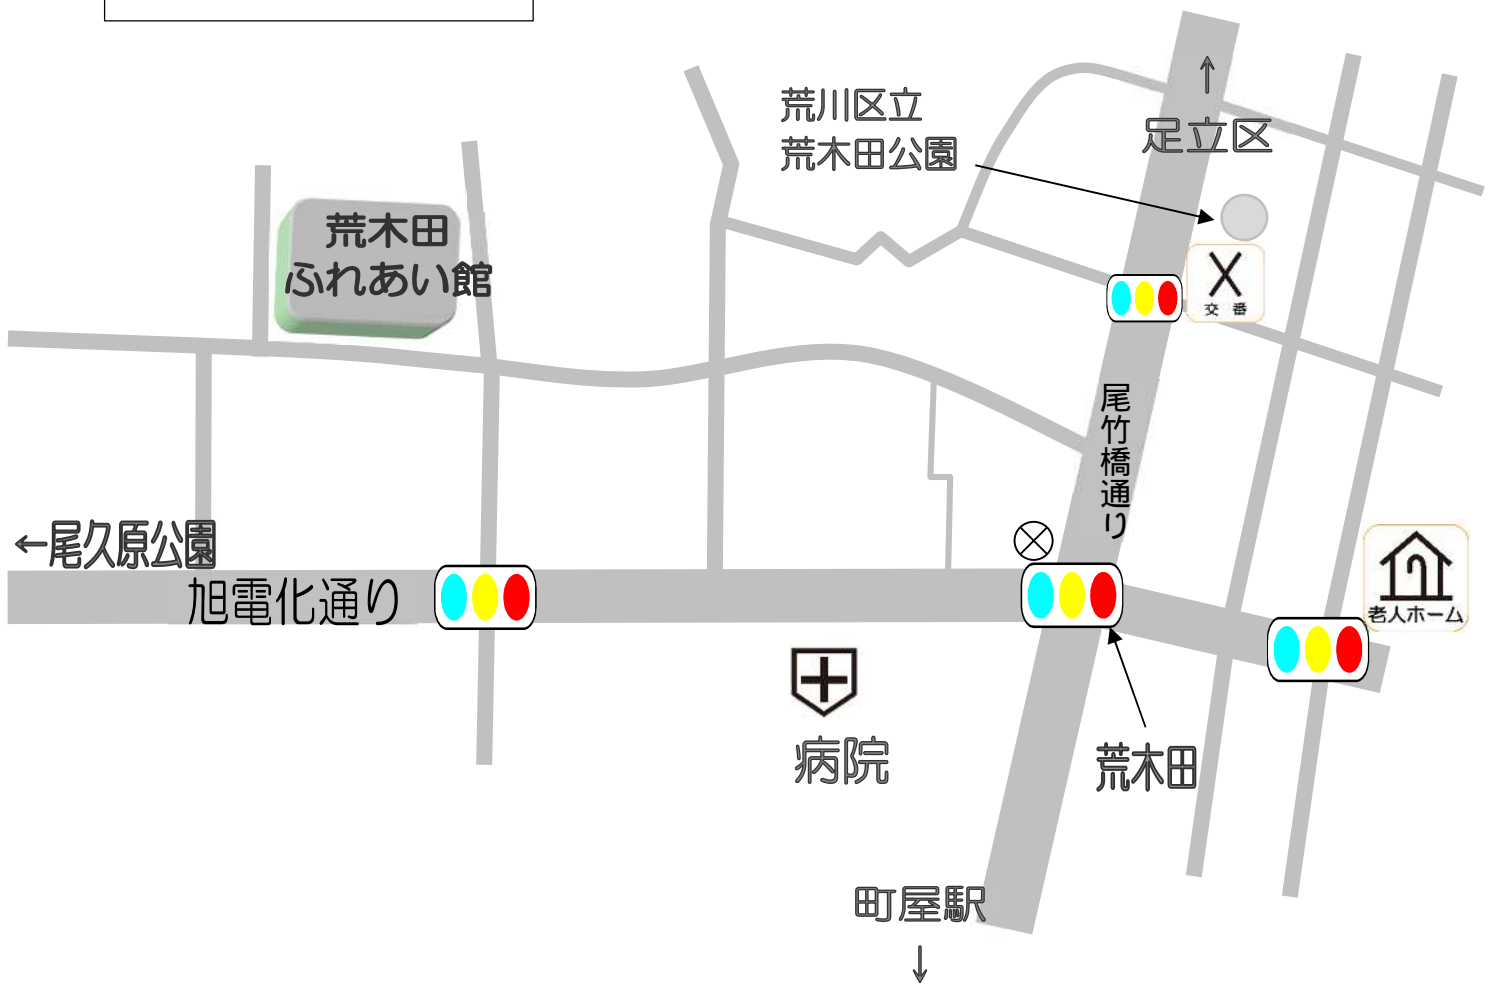 荒川区立
荒木田公園
↑
足立区
荒木田
ふれあい館
交番
尾竹橋通り
←尾久原公園
旭電化通り
老人ホーム
病院
荒木田
町屋駅
↓